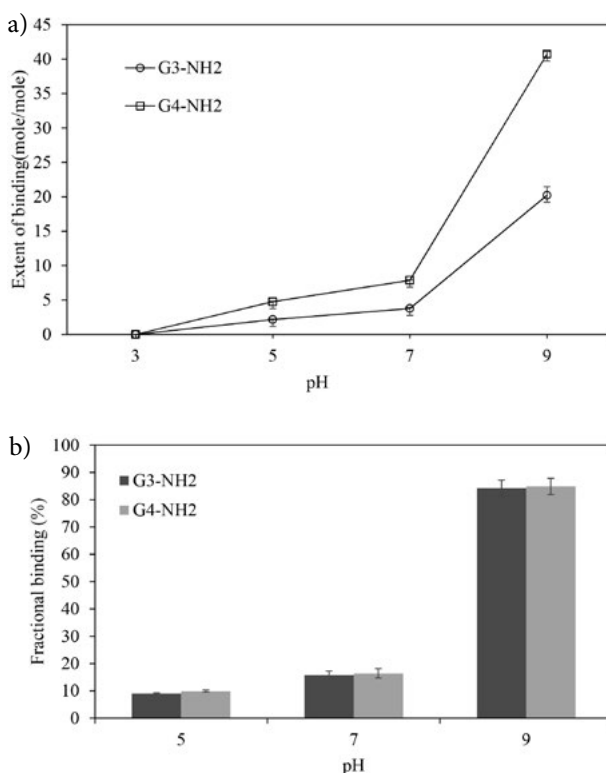 a)
Extent of binding(mole/mole)
45
40
35
30
25
20
15
10
5
0
G3-NH2
G4-NH2
3 5 7 9
pH
b)
Fractional binding (%)
100
90
80
70
60
50
40
30
20
10
0
G3-NH2
G4-NH2
5 7 9
pH